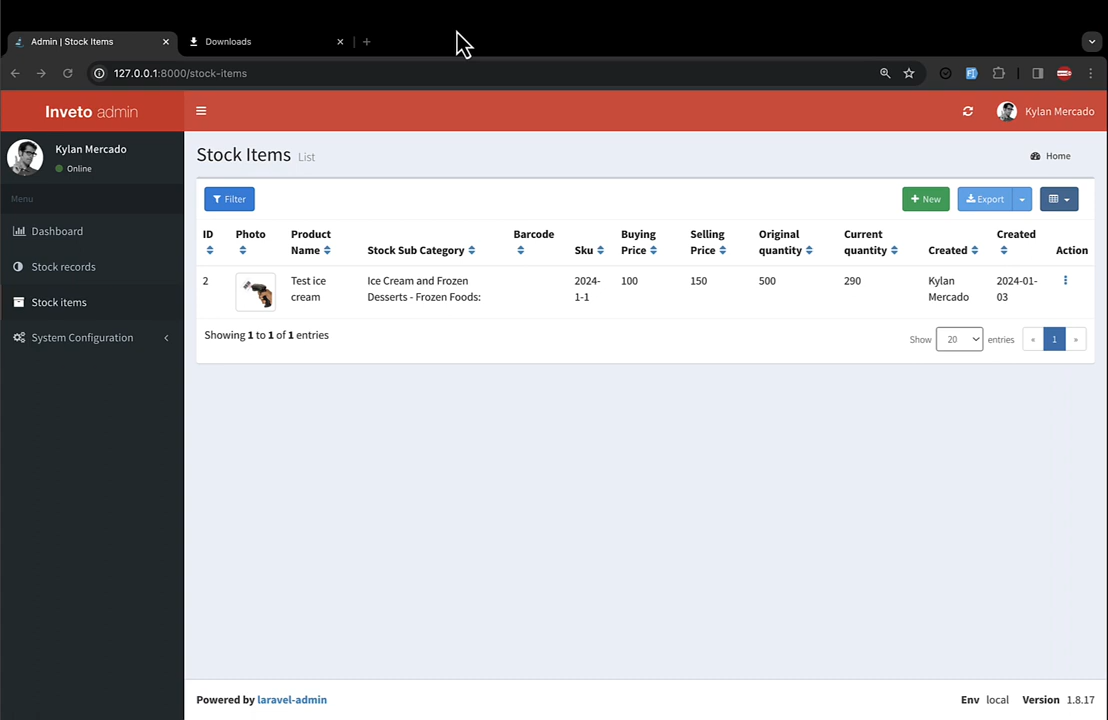 Admin | Stock Items
Downloads
127.0.0.1:8000/stock-items
Inveto admin
Kylan Mercado
Kylan Mercado
Online
Stock Items List
Home
Menu
Filter
New
Export
Dashboard
Stock records
Stock items
System Configuration
ID Photo Product Name Stock Sub Category Barcode Sku Buying Price Selling Price Original quantity Current quantity Created Created Action
2 Test ice cream Ice Cream and Frozen Desserts - Frozen Foods: 2024-1-1 100 150 500 290 Kylan Mercado 2024-01-03
Showing 1 to 1 of 1 entries
Show 20 entries « 1 »
Powered by laravel-admin
Env local Version 1.8.17